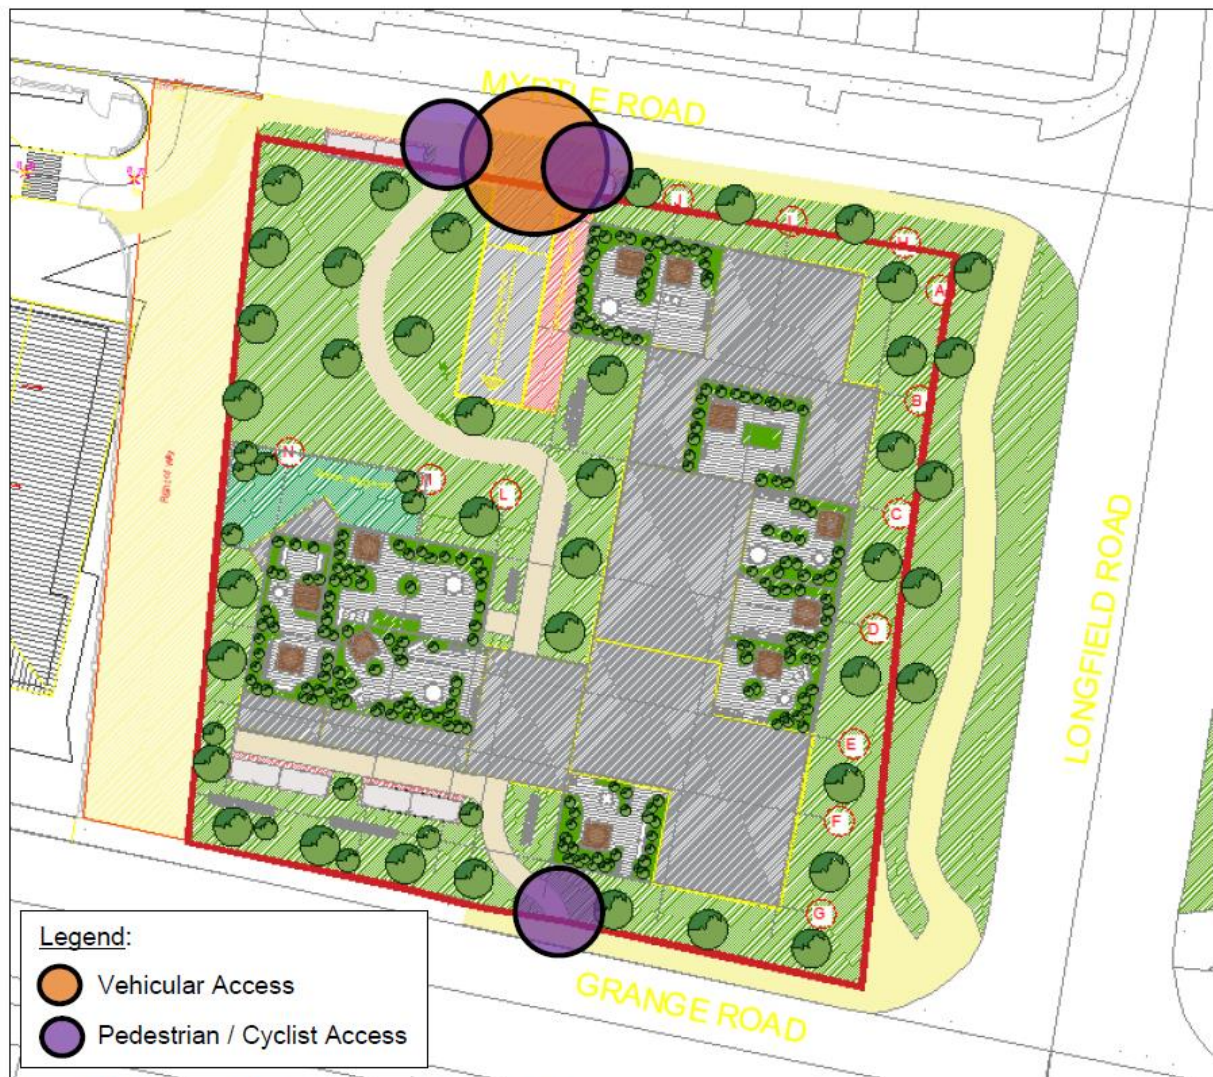 MYRTLE ROAD
J
I
H
A
B
N
M
L
C
LONGFIELD ROAD
D
E
F
G
GRANGE ROAD
Legend:
Vehicular Access
Pedestrian / Cyclist Access